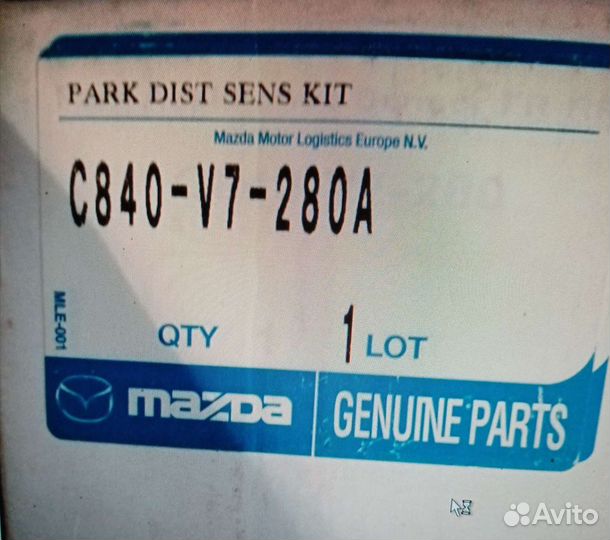 PARK DIST SENS KIT
Mazda Motor Logistics Europe N.V.
C840-V7-280A
MLE-001
QTY 1 LOT
mazda GENUINE PARTS
Avito